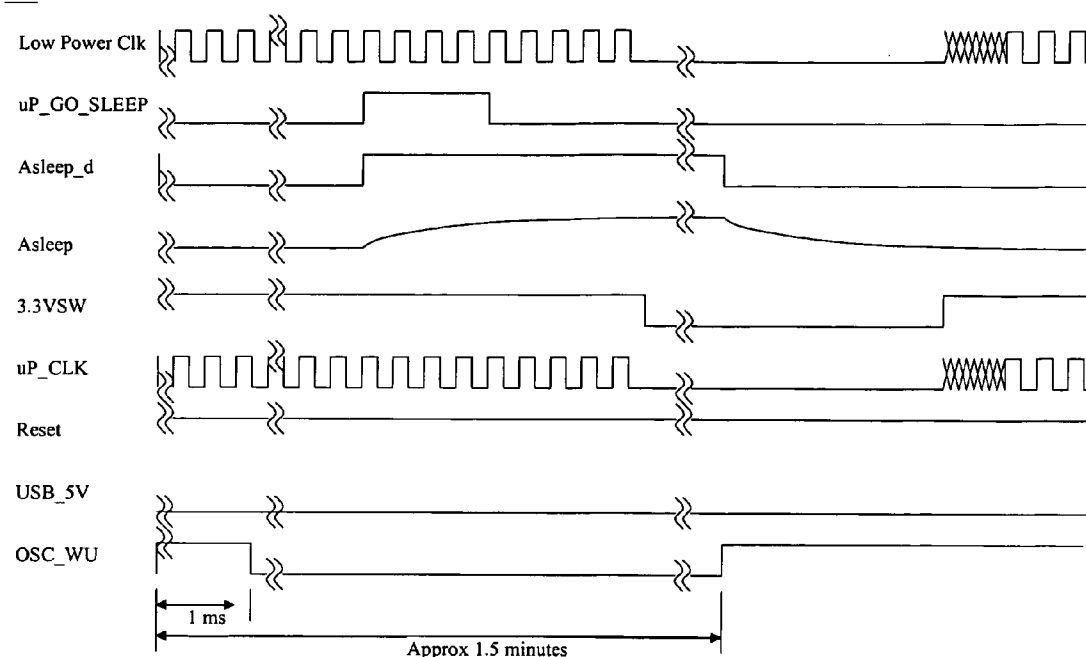 Low Power Clk
uP_GO_SLEEP
Asleep_d
Asleep
3.3VSW
uP_CLK
Reset
USB_5V
OSC_WU
1 ms
Approx 1.5 minutes